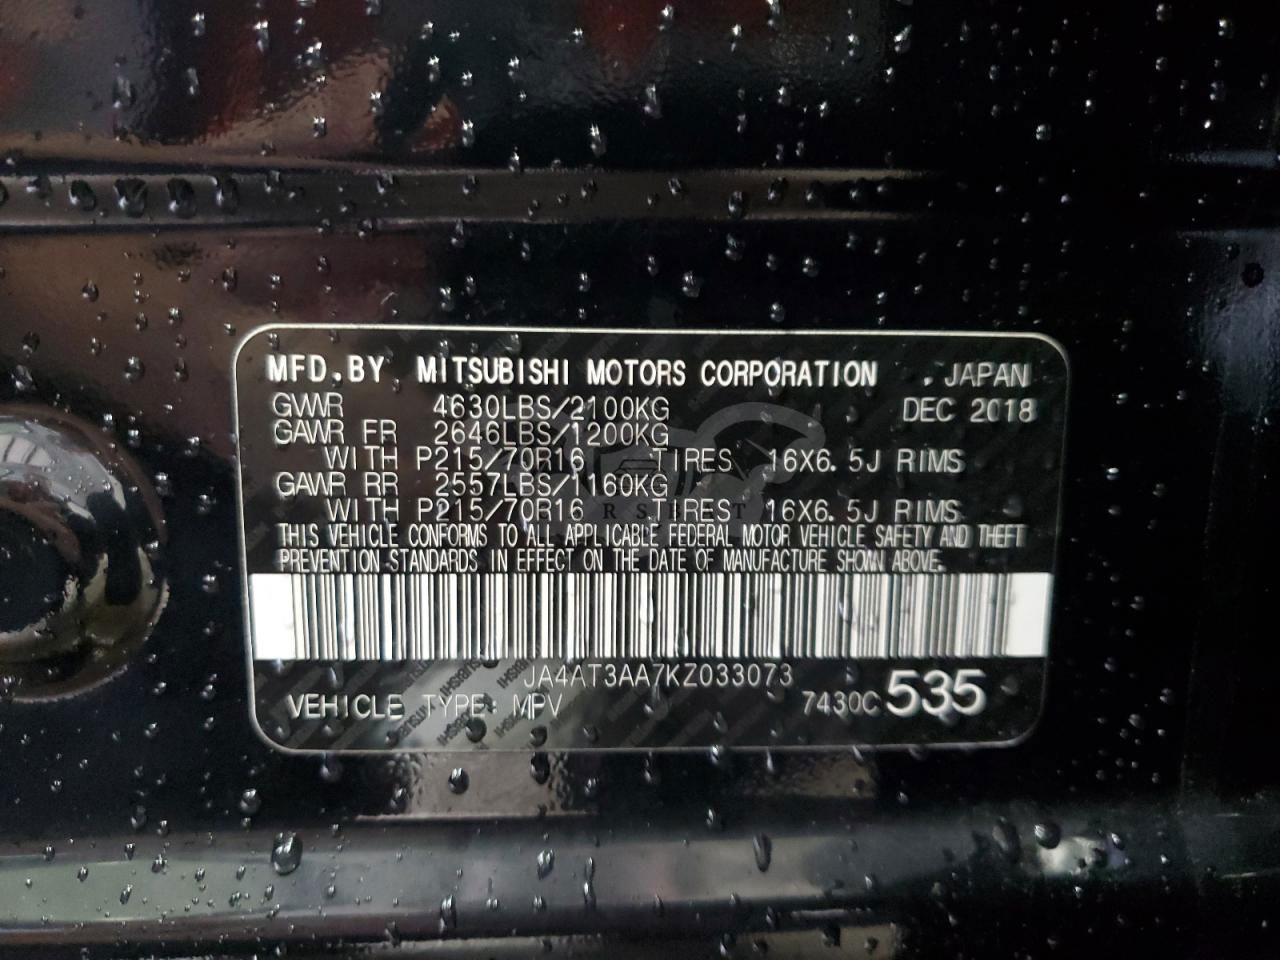 MFD.BY MITSUBISHI MOTORS CORPORATION . JAPAN
GVWR 4630LBS/2100KG DEC 2018
GAWR FR 2646LBS/1200KG
WITH P215/70R16 TIRES 16X6.5J RIMS
GAWR RR 2557LBS/1160KG
WITH P215/70R16 TIRES 16X6.5J RIMS
THIS VEHICLE CONFORMS TO ALL APPLICABLE FEDERAL MOTOR VEHICLE SAFETY AND THEFT
PREVENTION STANDARDS IN EFFECT ON THE DATE OF MANUFACTURE SHOWN ABOVE.
JA4AT3AA7KZ033073
VEHICLE TYPE: MPV 7430C 535